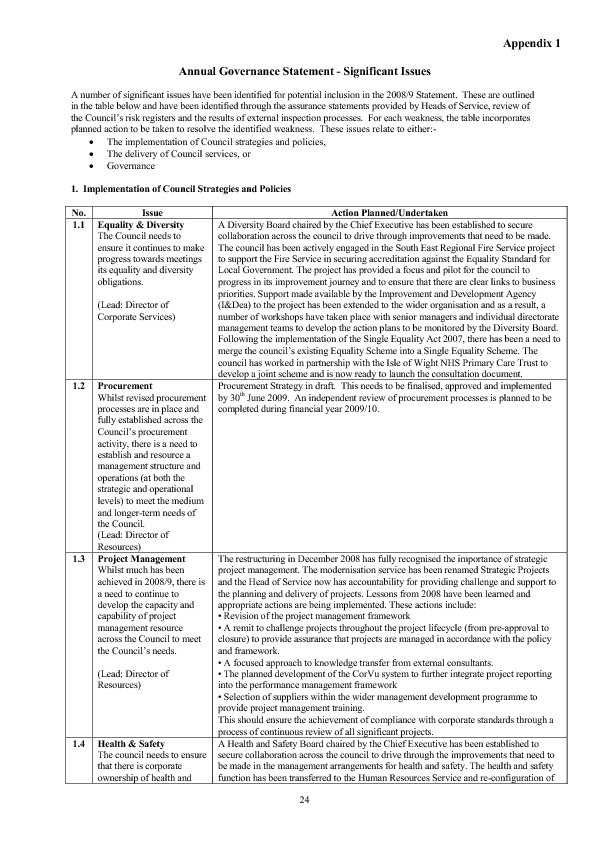 Appendix 1
Annual Governance Statement - Significant Issues
A number of significant issues have been identified for potential inclusion in the 2008/9 Statement.  These are outlined
in the table below and have been identified through the assurance statements provided by Heads of Service, review of
the Council's risk registers and the results of external inspection processes.  For each weakness, the table incorporates
planned action to be taken to resolve the identified weakness.  These issues relate to either:-
• The implementation of Council strategies and policies,
• The delivery of Council services, or
• Governance
1.  Implementation of Council Strategies and Policies
No. Issue Action Planned/Undertaken
1.1 Equality & Diversity
The Council needs to
ensure it continues to make
progress towards meetings
its equality and diversity
obligations.
(Lead: Director of
Corporate Services)
A Diversity Board chaired by the Chief Executive has been established to secure
collaboration across the council to drive through improvements that need to be made.
The council has been actively engaged in the South East Regional Fire Service project
to support the Fire Service in securing accreditation against the Equality Standard for
Local Government. The project has provided a focus and pilot for the council to
progress in its improvement journey and to ensure that there are clear links to business
priorities. Support made available by the Improvement and Development Agency
(I&Dea) to the project has been extended to the wider organisation and as a result, a
number of workshops have taken place with senior managers and individual directorate
management teams to develop the action plans to be monitored by the Diversity Board.
Following the implementation of the Single Equality Act 2007, there has been a need to
merge the council's existing Equality Scheme into a Single Equality Scheme. The
council has worked in partnership with the Isle of Wight NHS Primary Care Trust to
develop a joint scheme and is now ready to launch the consultation document.
1.2 Procurement
Whilst revised procurement
processes are in place and
fully established across the
Council's procurement
activity, there is a need to
establish and resource a
management structure and
operations (at both the
strategic and operational
levels) to meet the medium
and longer-term needs of
the Council.
(Lead: Director of
Resources)
Procurement Strategy in draft.  This needs to be finalised, approved and implemented
by 30th June 2009.  An independent review of procurement processes is planned to be
completed during financial year 2009/10.
1.3 Project Management
Whilst much has been
achieved in 2008/9, there is
a need to continue to
develop the capacity and
capability of project
management resource
across the Council to meet
the Council's needs.
(Lead: Director of
Resources)
The restructuring in December 2008 has fully recognised the importance of strategic
project management. The modernisation service has been renamed Strategic Projects
and the Head of Service now has accountability for providing challenge and support to
the planning and delivery of projects. Lessons from 2008 have been learned and
appropriate actions are being implemented. These actions include:
• Revision of the project management framework
• A remit to challenge projects throughout the project lifecycle (from pre-approval to
closure) to provide assurance that projects are managed in accordance with the policy
and framework.
• A focused approach to knowledge transfer from external consultants.
• The planned development of the CorVu system to further integrate project reporting
into the performance management framework
• Selection of suppliers within the wider management development programme to
provide project management training.
This should ensure the achievement of compliance with corporate standards through a
process of continuous review of all significant projects.
1.4 Health & Safety
The council needs to ensure
that there is corporate
ownership of health and
A Health and Safety Board chaired by the Chief Executive has been established to
secure collaboration across the council to drive through the improvements that need to
be made in the management arrangements for health and safety. The health and safety
function has been transferred to the Human Resources Service and re-configuration of
24